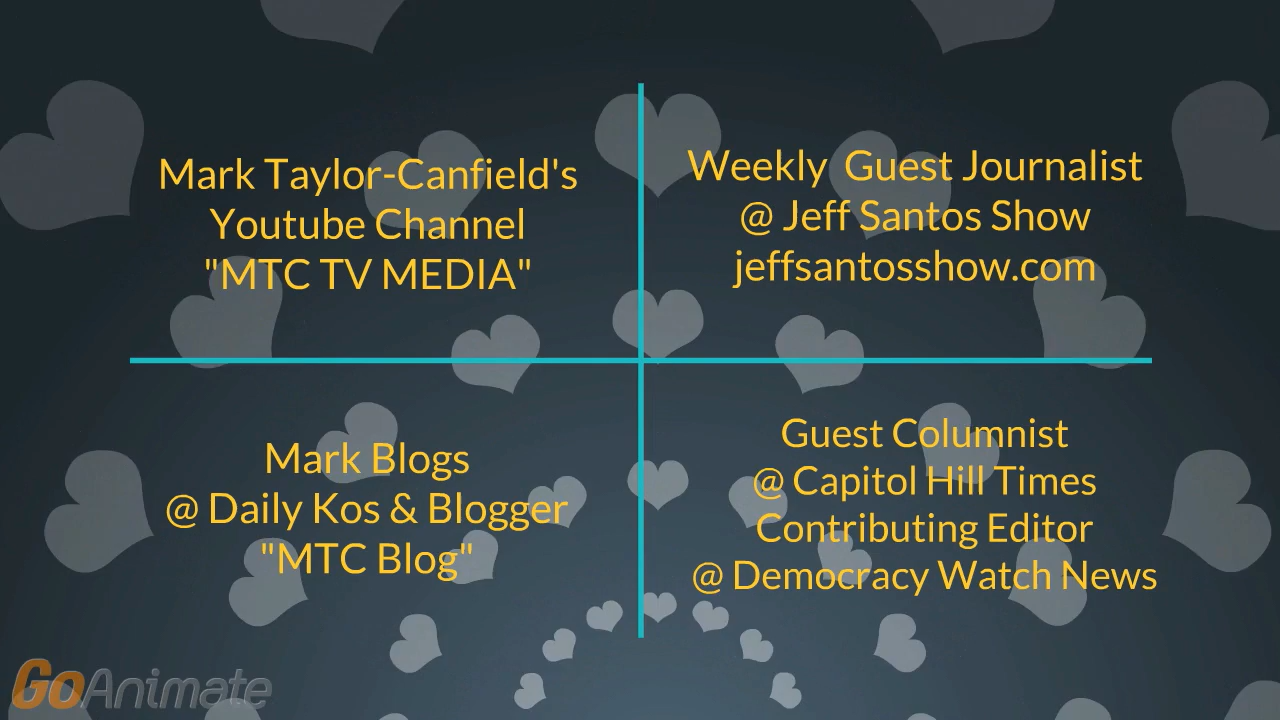 Mark Taylor-Canfield's
Youtube Channel
"MTC TV MEDIA"
Weekly Guest Journalist
@ Jeff Santos Show
jeffsantosshow.com
Mark Blogs
@ Daily Kos & Blogger
"MTC Blog"
Guest Columnist
@ Capitol Hill Times
Contributing Editor
@ Democracy Watch News
GoAnimate